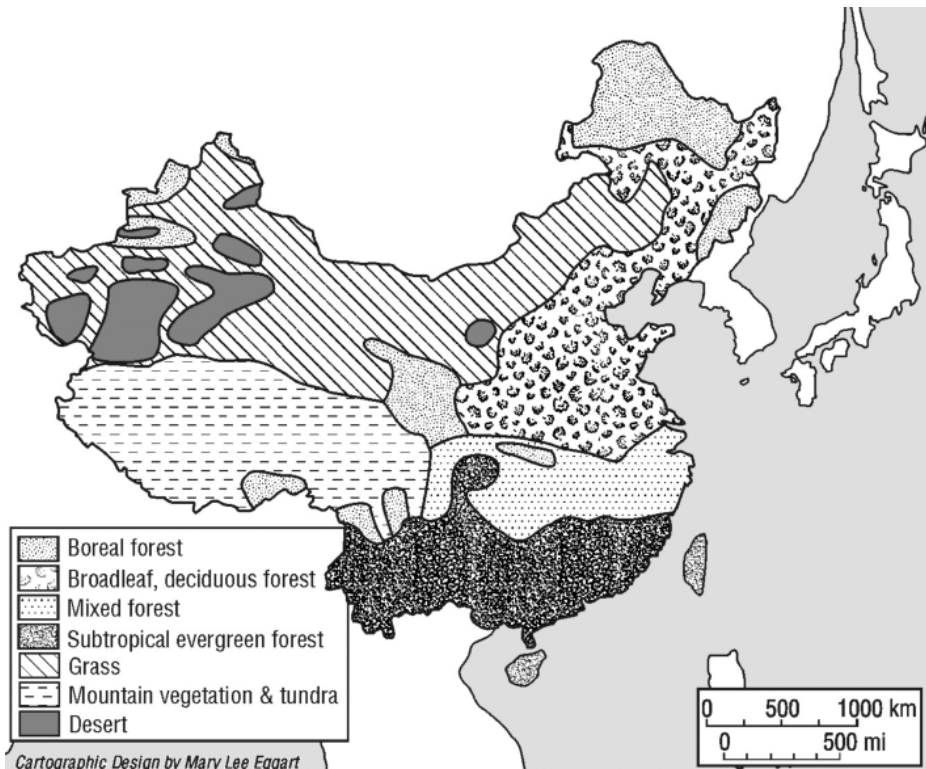 Boreal forest
Broadleaf, deciduous forest
Mixed forest
Subtropical evergreen forest
Grass
Mountain vegetation & tundra
Desert
0 500 1000 km
0 500 mi
Cartographic Design by Mary Lee Eggart